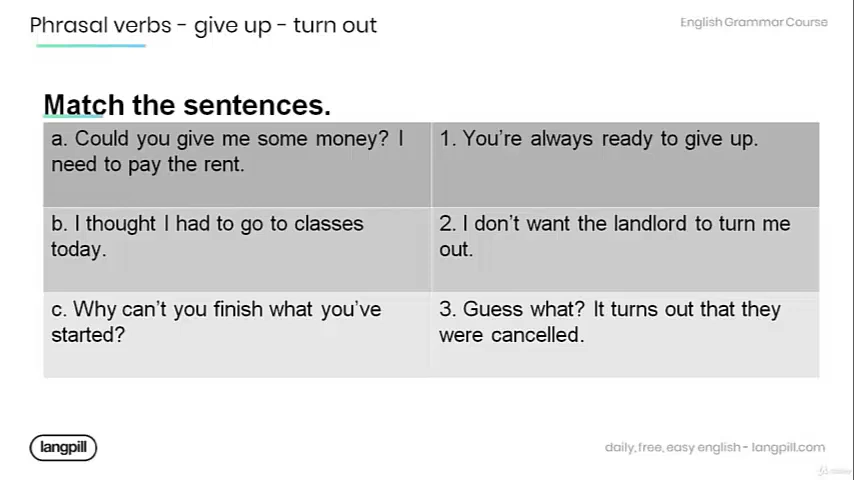 Phrasal verbs - give up - turn out
English Grammar Course
Match the sentences.
a. Could you give me some money? I
need to pay the rent.
1. You're always ready to give up.
b. I thought I had to go to classes
today.
2. I don't want the landlord to turn me
out.
c. Why can't you finish what you've
started?
3. Guess what? It turns out that they
were cancelled.
langpill
daily, free, easy english - langpill.com